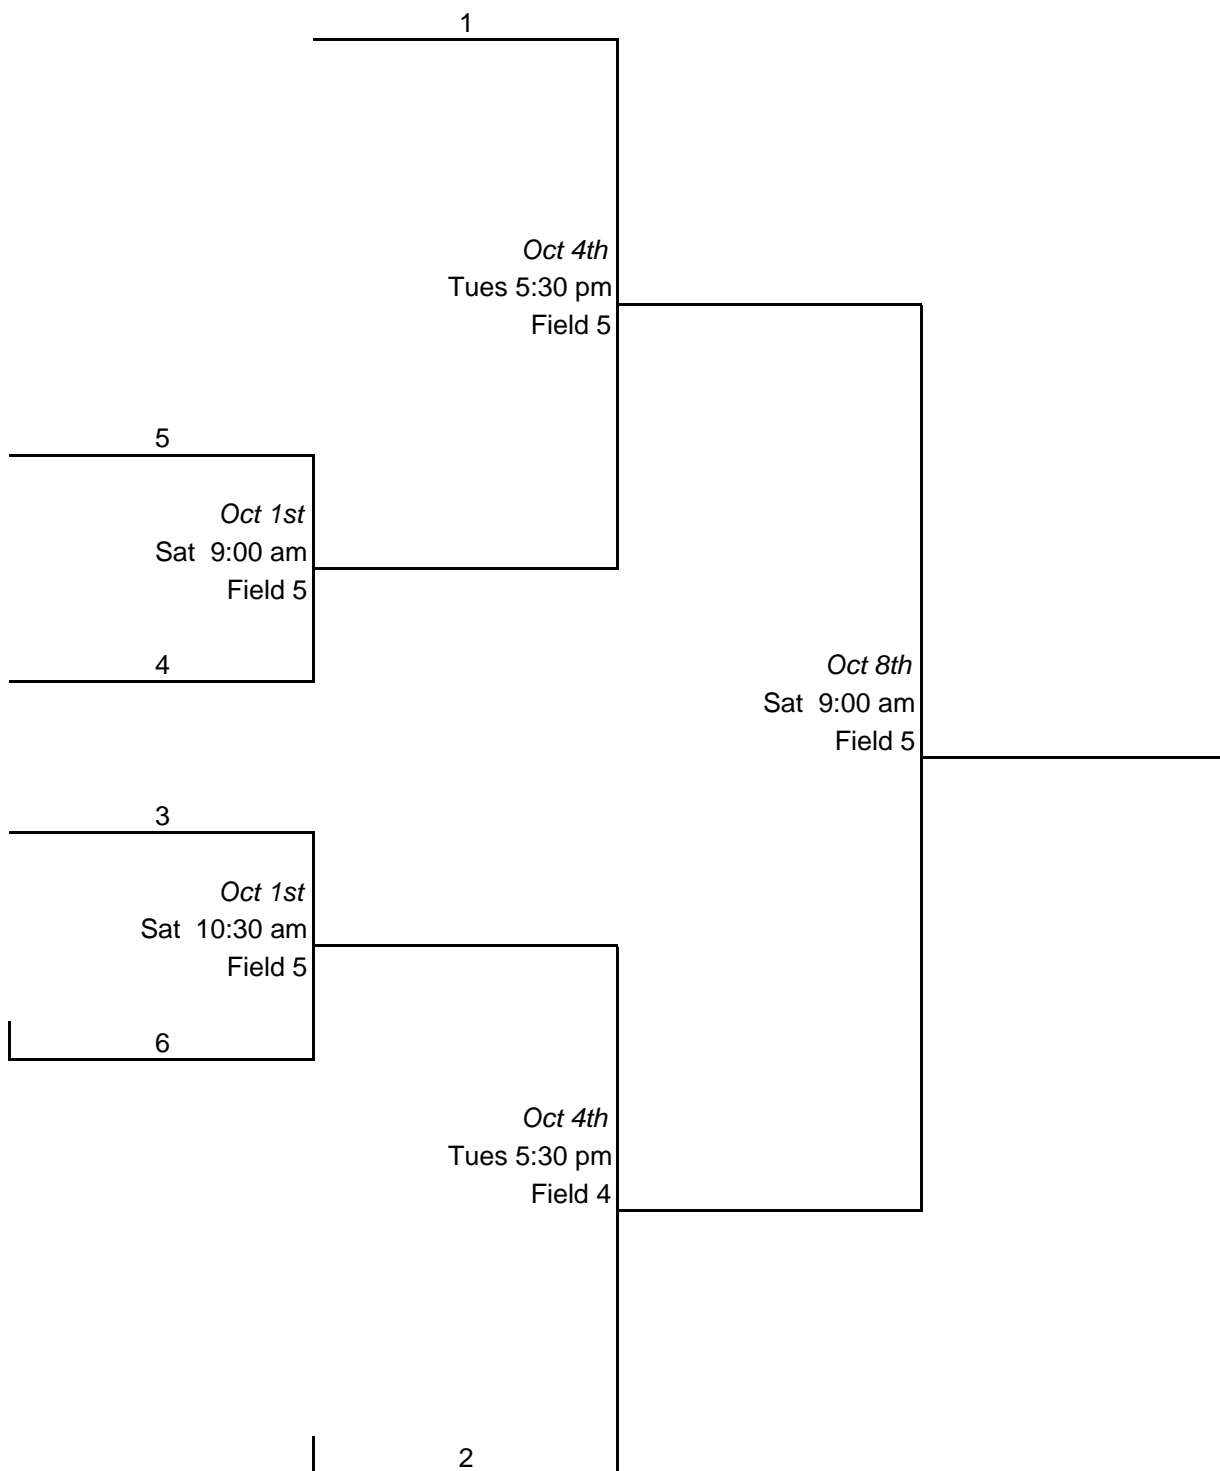 1
Oct 4th
Tues 5:30 pm
Field 5
5
Oct 1st
Sat  9:00 am
Field 5
4
Oct 8th
Sat  9:00 am
Field 5
3
Oct 1st
Sat  10:30 am
Field 5
6
Oct 4th
Tues 5:30 pm
Field 4
2